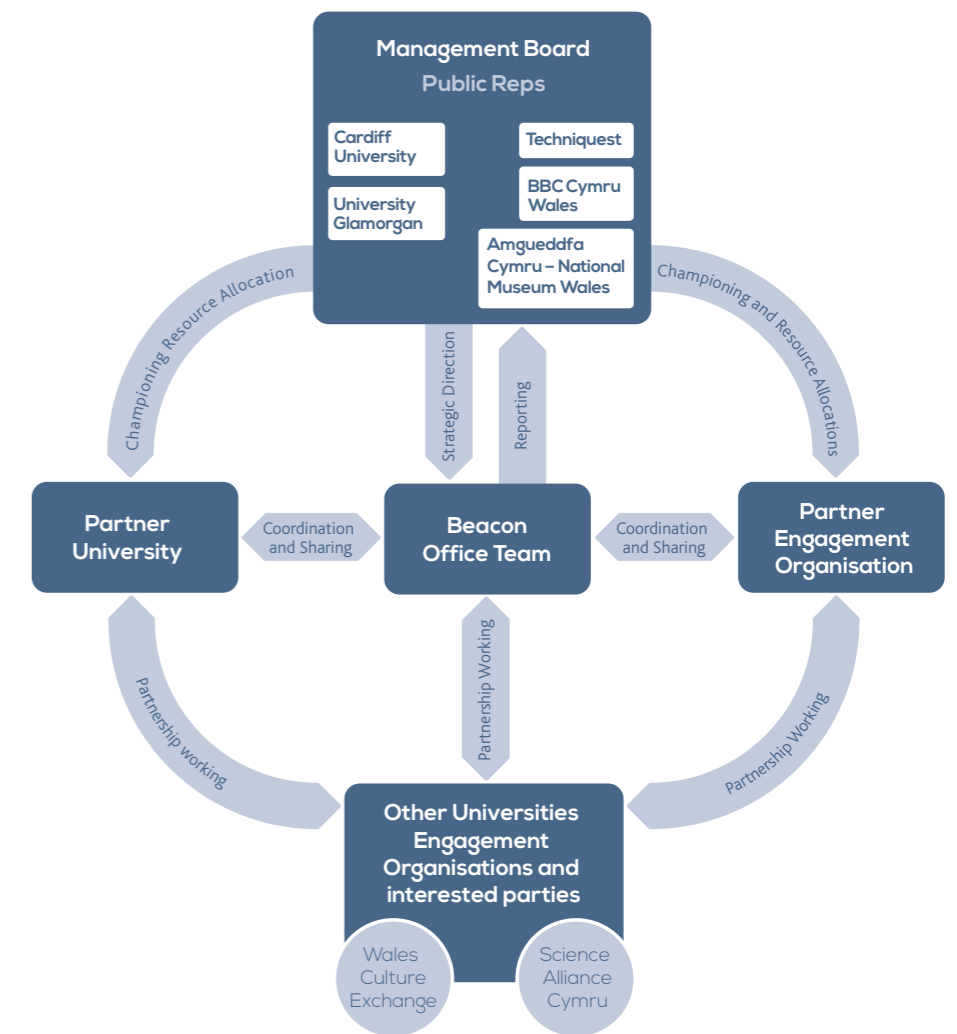 Management Board
Public Reps
Cardiff
University
University
Glamorgan
Techniquest
BBC Cymru
Wales
Amgueddfa
Cymru – National
Museum Wales
Championing Resource Allocation
Championing and Resource Allocations
Strategic Direction
Reporting
Partner
University
Coordination
and Sharing
Beacon
Office Team
Coordination
and Sharing
Partner
Engagement
Organisation
Partnership working
Partnership Working
Partnership Working
Other Universities
Engagement
Organisations and
interested parties
Wales
Culture
Exchange
Science
Alliance
Cymru